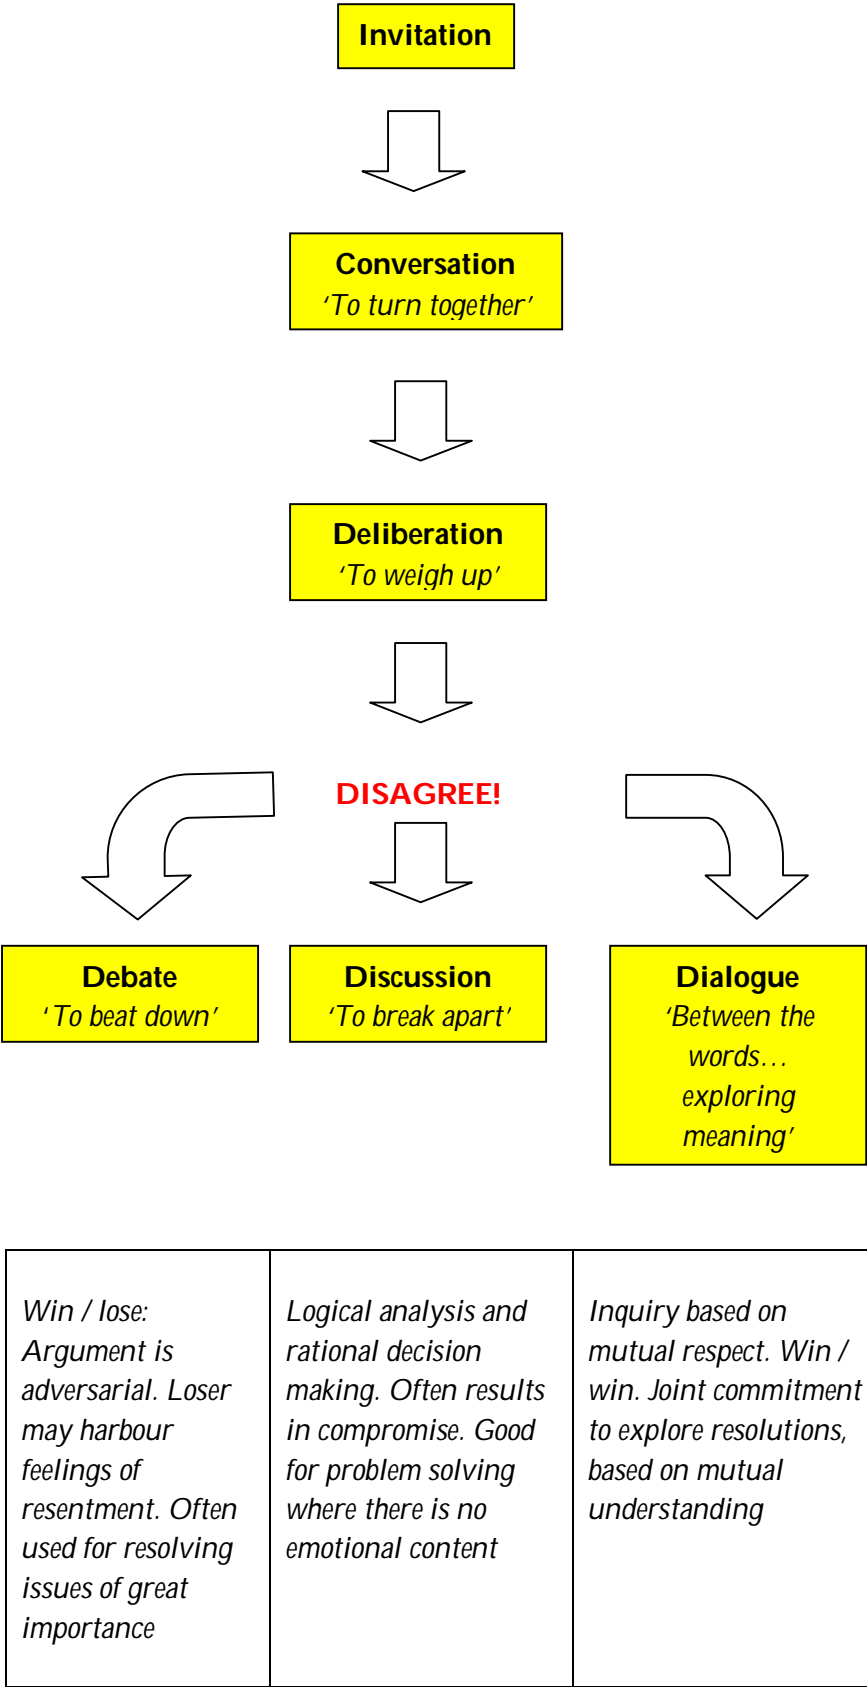 Invitation
Conversation
‘To turn together’
Deliberation
‘To weigh up’
DISAGREE!
Debate
‘To beat down’
Discussion
‘To break apart’
Dialogue
‘Between the
words…
exploring
meaning’
Win / lose:
Argument is
adversarial. Loser
may harbour
feelings of
resentment. Often
used for resolving
issues of great
importance
Logical analysis and
rational decision
making. Often results
in compromise. Good
for problem solving
where there is no
emotional content
Inquiry based on
mutual respect. Win /
win. Joint commitment
to explore resolutions,
based on mutual
understanding